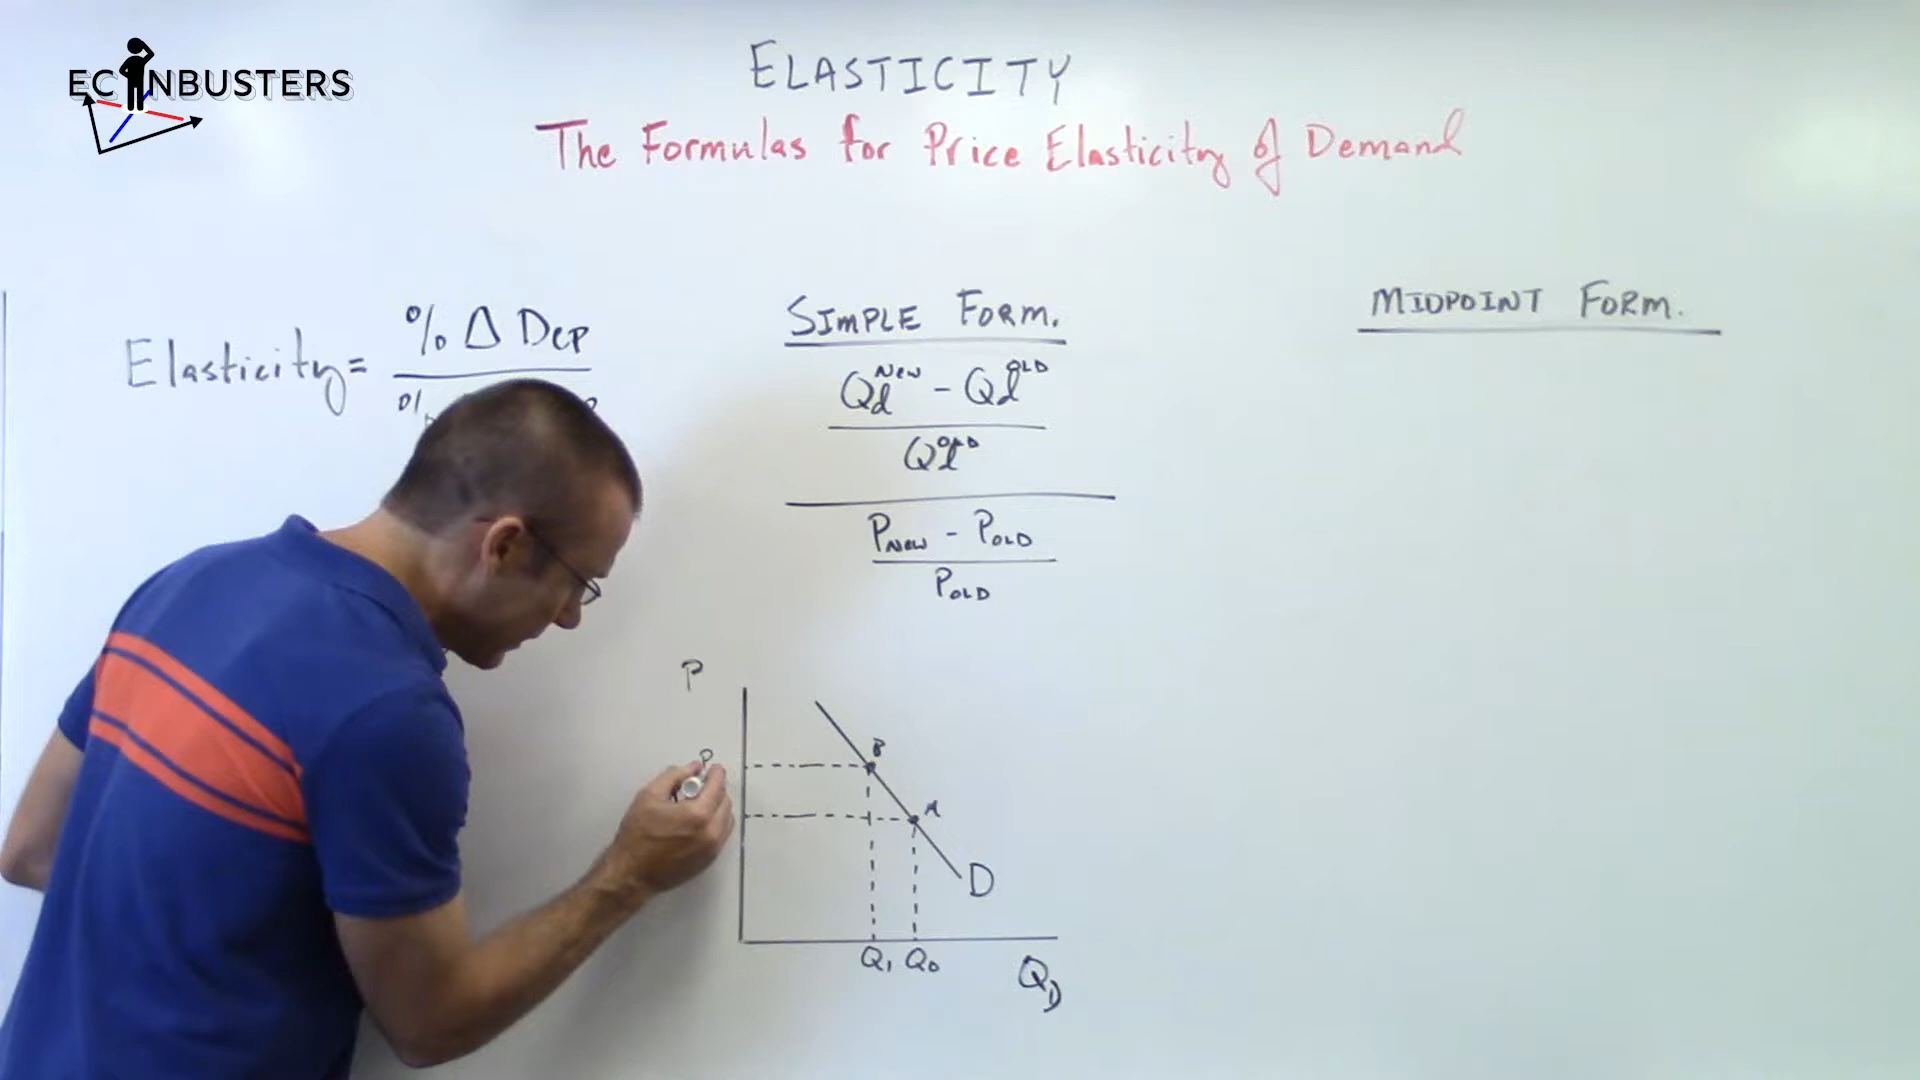 ECONBUSTERS
ELASTICITY
The Formulas for Price Elasticity of Demand
Elasticity = % Δ Dep
%
SIMPLE FORM.
Qd^New - Qd^OLD
Qd^OLD
P_New - P_OLD
P_OLD
MIDPOINT FORM.
P
P
B
A
D
Q₁ Q₀
Q_D